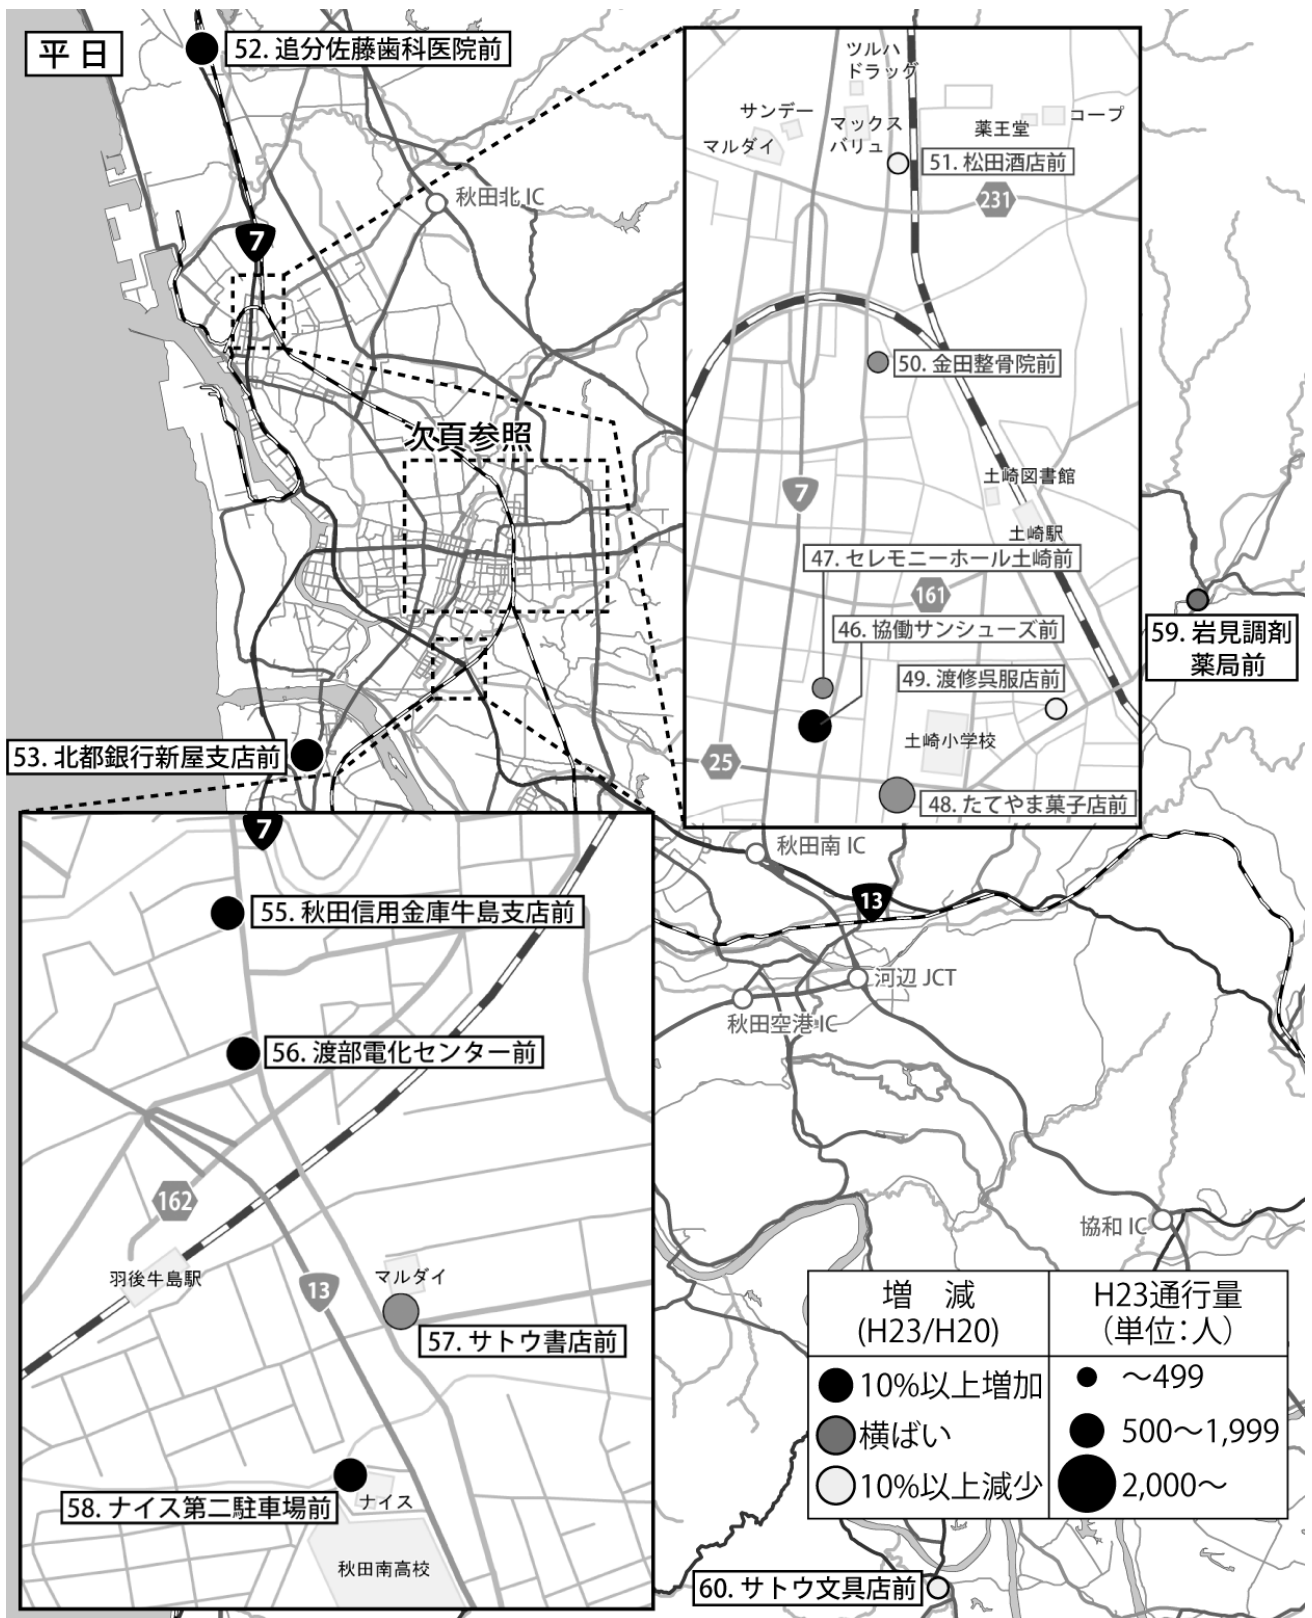 平日
52. 追分佐藤歯科医院前
7
秋田北 IC
次頁参照
ツルハ
ドラッグ
サンデー
マルダイ
マックス
バリュ
薬王堂
コープ
51. 松田酒店前
231
50. 金田整骨院前
7
土崎図書館
土崎駅
47. セレモニーホール土崎前
161
46. 協働サンシューズ前
49. 渡修呉服店前
土崎小学校
25
48. たてやま菓子店前
59. 岩見調剤
薬局前
53. 北都銀行新屋支店前
7
秋田南 IC
13
河辺 JCT
秋田空港 IC
協和 IC
55. 秋田信用金庫牛島支店前
56. 渡部電化センター前
162
羽後牛島駅
13
マルダイ
57. サトウ書店前
58. ナイス第二駐車場前
ナイス
秋田南高校
増 減
(H23/H20)
10%以上増加
横ばい
10%以上減少
H23通行量
（単位：人）
～499
500～1,999
2,000～
60. サトウ文具店前